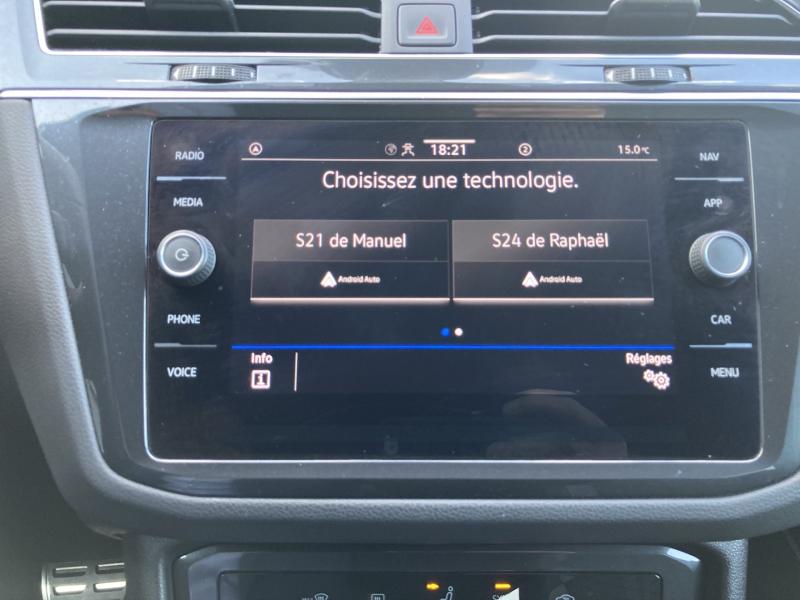 RADIO
MEDIA
PHONE
VOICE
18:21
2
15.0°C
Choisissez une technologie.
S21 de Manuel
Android Auto
S24 de Raphaël
Android Auto
Info
Réglages
NAV
APP
CAR
MENU